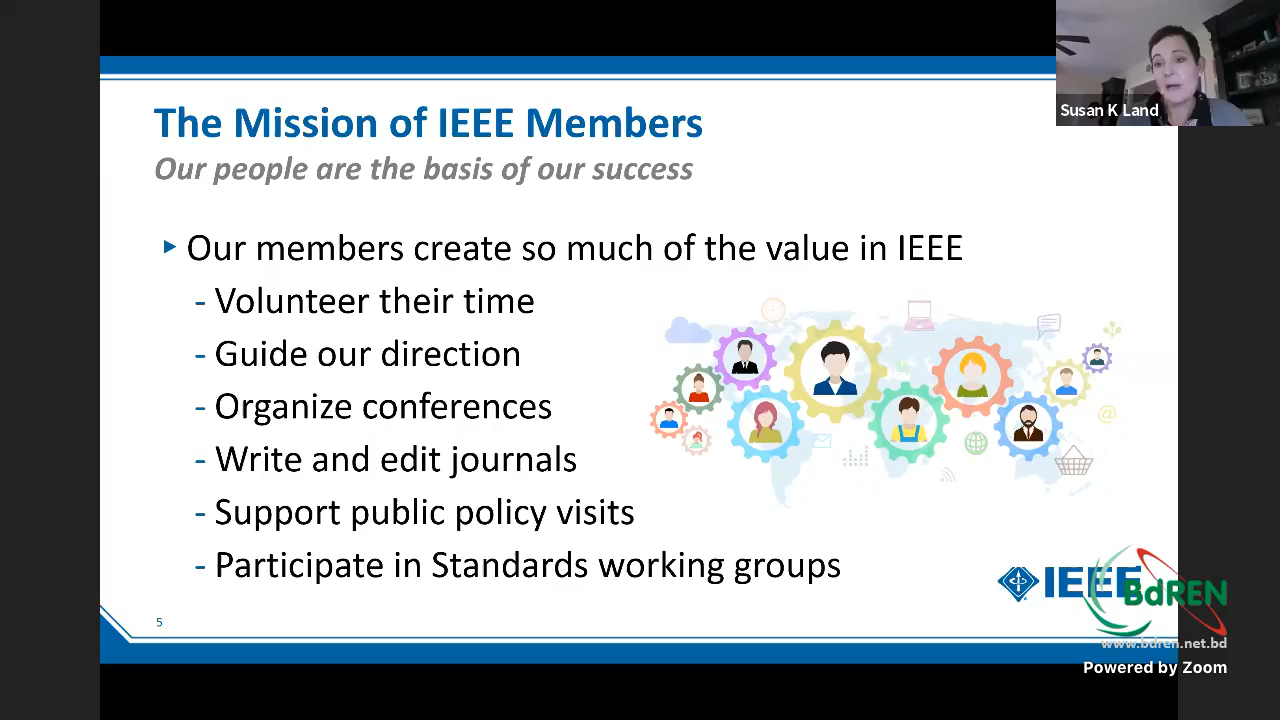 Susan K Land
The Mission of IEEE Members
Our people are the basis of our success
Our members create so much of the value in IEEE
- Volunteer their time
- Guide our direction
- Organize conferences
- Write and edit journals
- Support public policy visits
- Participate in Standards working groups
IEEE
BdREN
www.bdren.net.bd
5
Powered by Zoom
@